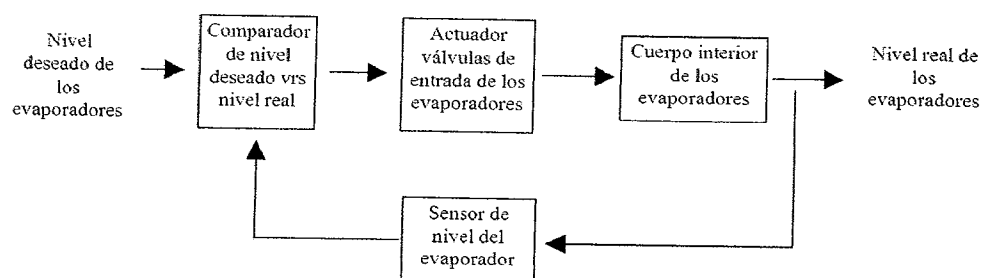 Nivel
deseado de
los
evaporadores
Comparador
de nivel
deseado vrs
nivel real
Actuador
válvulas de
entrada de los
evaporadores
Cuerpo interior
de los
evaporadores
Nivel real de
los
evaporadores
Sensor de
nivel del
evaporador